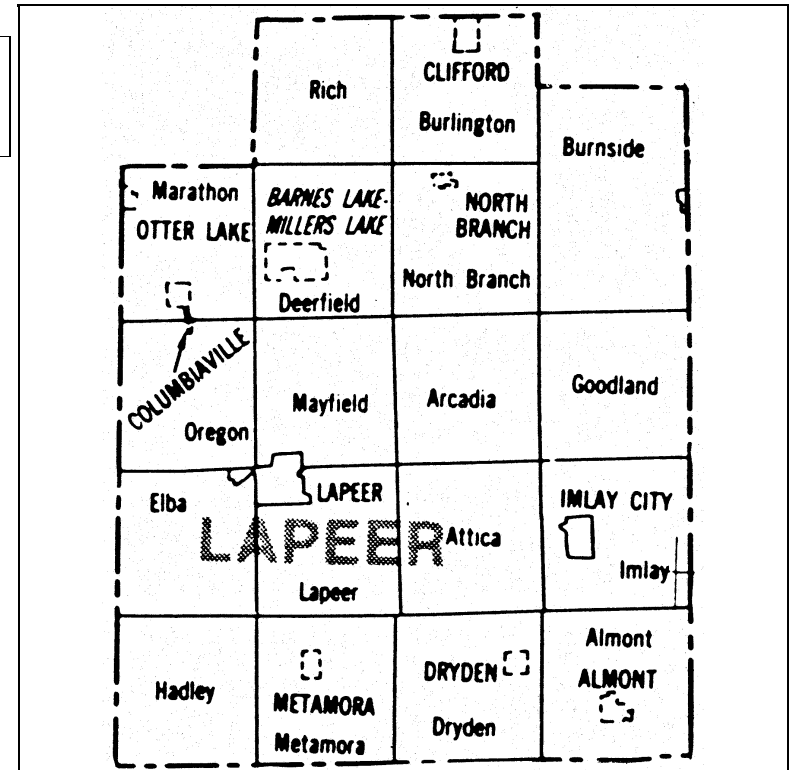 CLIFFORD
Rich
Burlington
Burnside
Marathon
BARNES LAKE-
MILLERS LAKE
NORTH
BRANCH
OTTER LAKE
North Branch
Deerfield
COLUMBIAVILLE
Goodland
Mayfield
Arcadia
Oregon
Elba
LAPEER
IMLAY CITY
LAPEER
Attica
Imlay
Lapeer
Almont
DRYDEN
ALMONT
Hadley
METAMORA
Dryden
Metamora